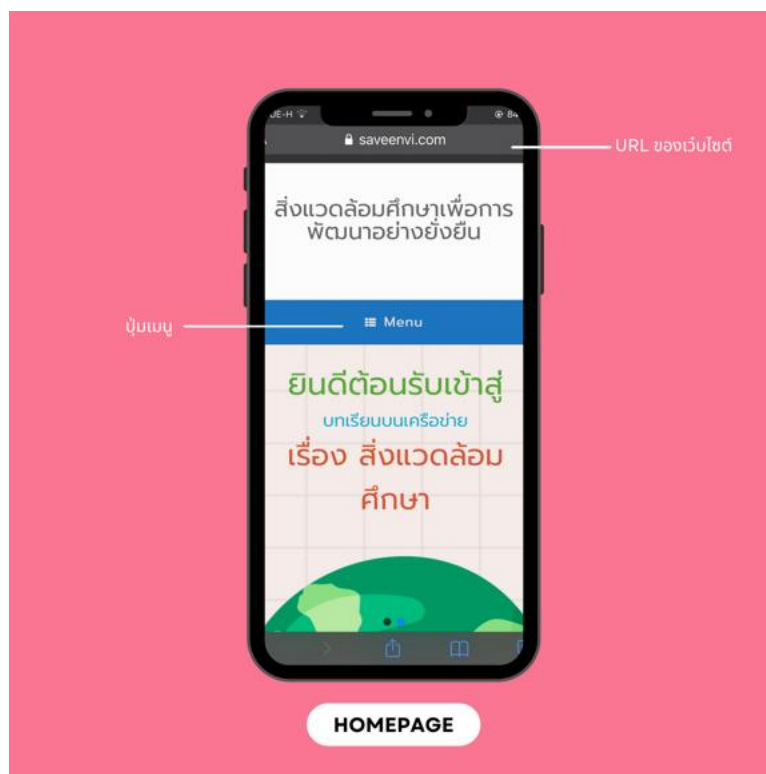 UE-H
84
saveenvi.com
URL ของเว็บไซต์
สิ่งแวดล้อมศึกษาเพื่อการ
พัฒนาอย่างยั่งยืน
ปุ่มเมนู
Menu
ยินดีต้อนรับเข้าสู่
บทเรียนบนเครือข่าย
เรื่อง สิ่งแวดล้อม
ศึกษา
HOMEPAGE